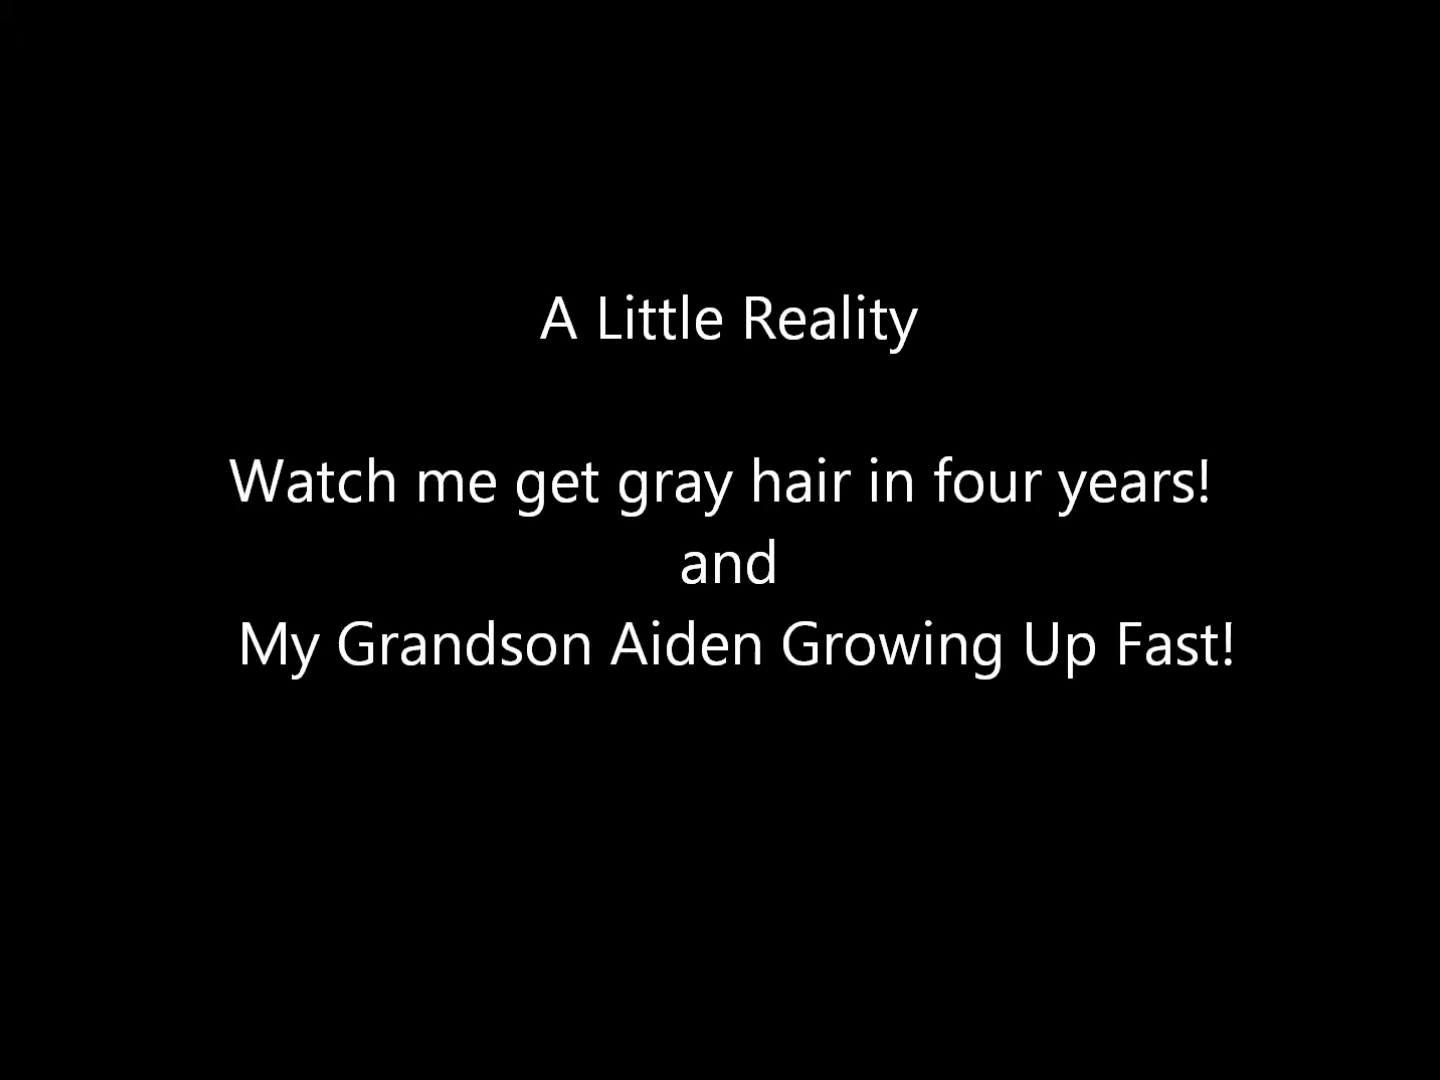 A Little Reality
Watch me get gray hair in four years!
and
My Grandson Aiden Growing Up Fast!